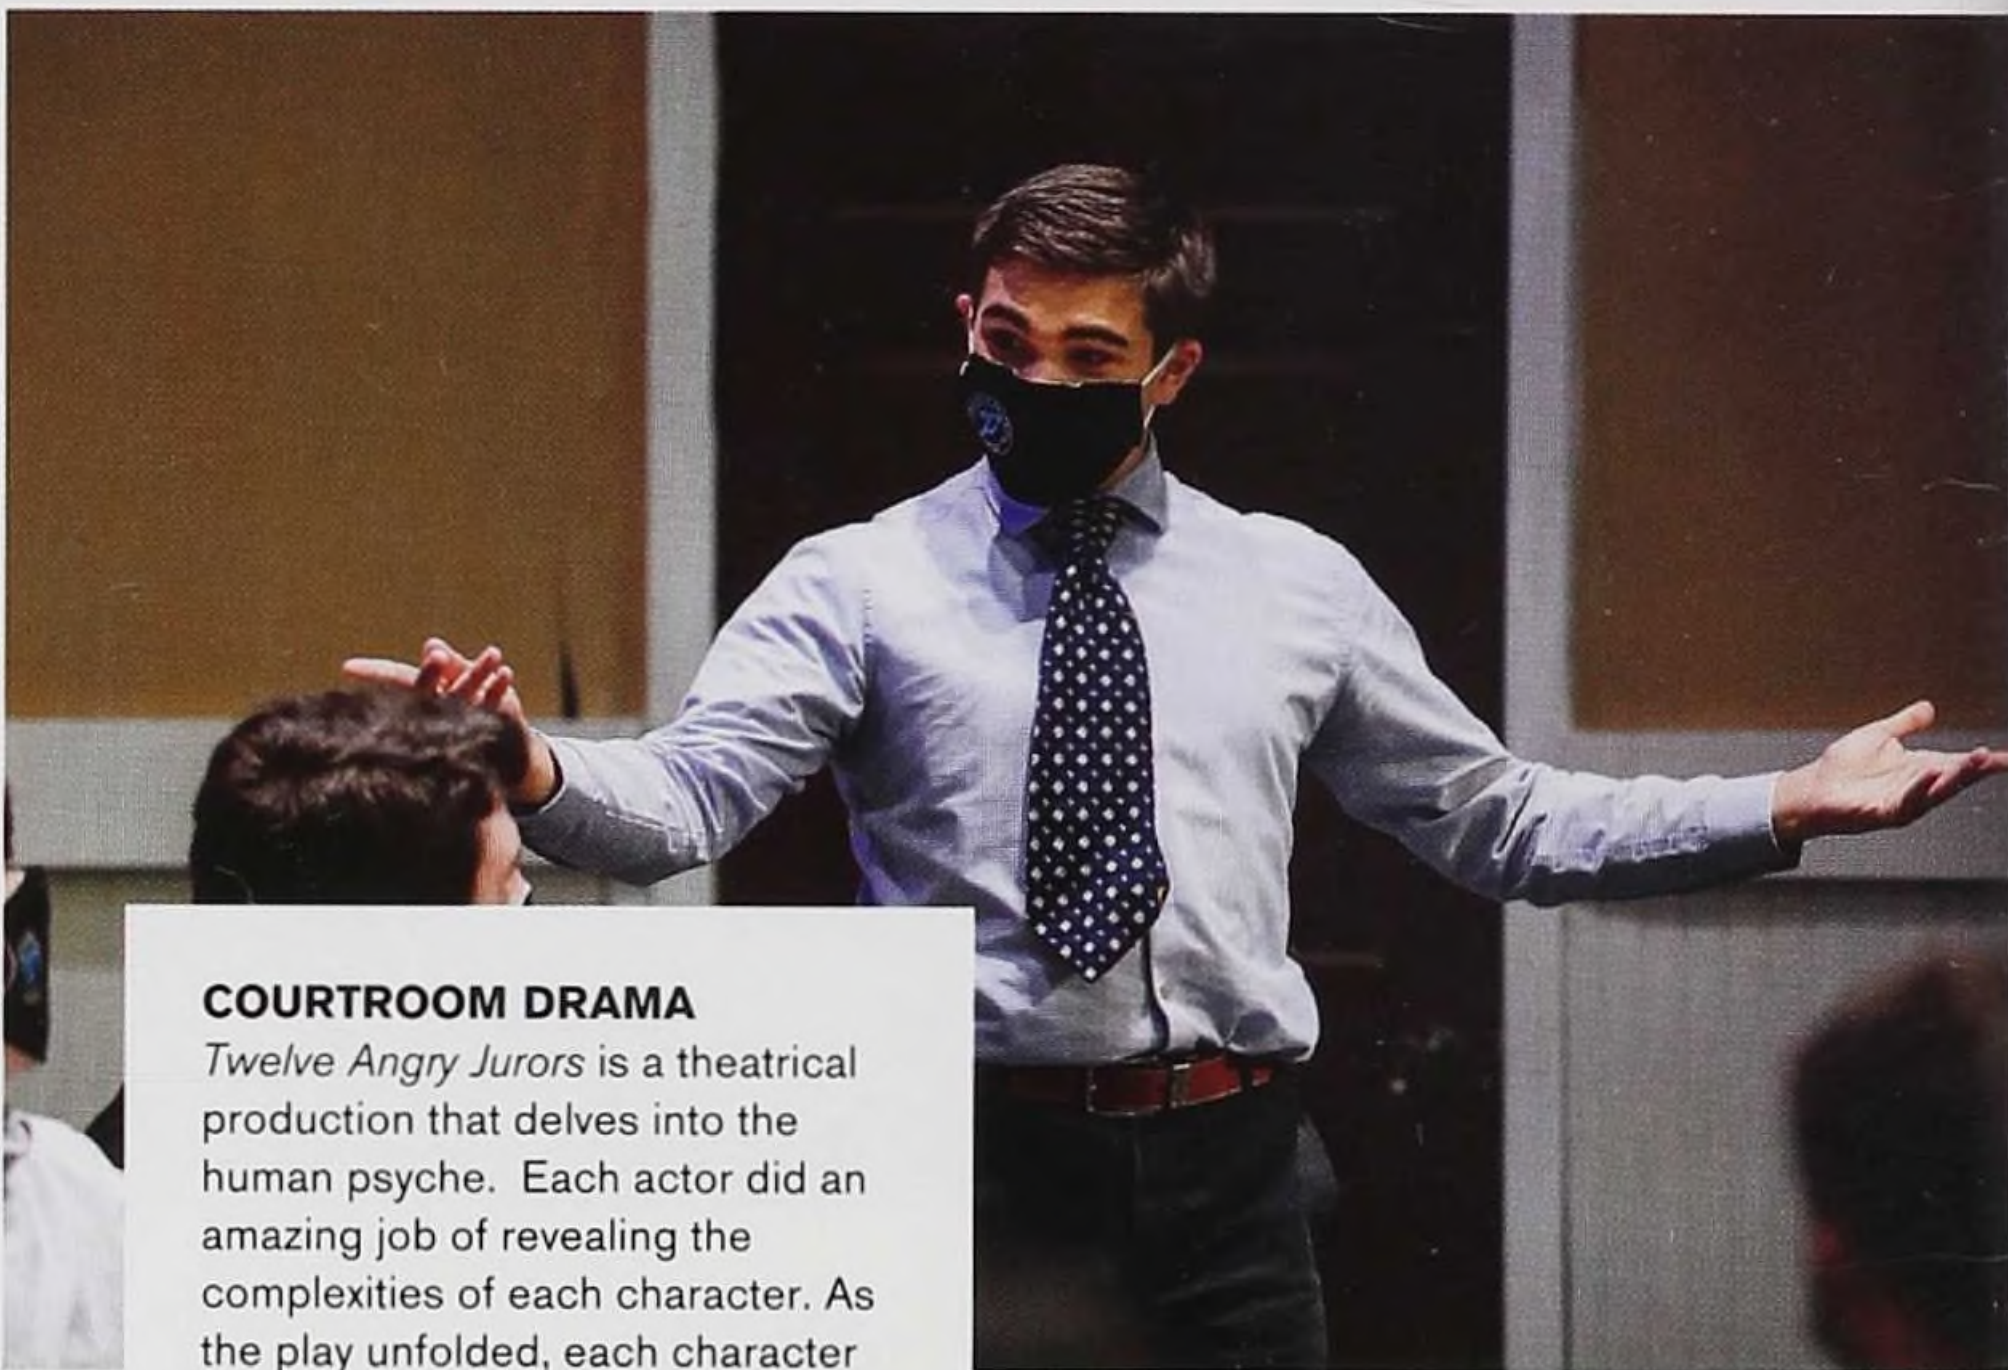 COURTROOM DRAMA
Twelve Angry Jurors is a theatrical
production that delves into the
human psyche.  Each actor did an
amazing job of revealing the
complexities of each character. As
the play unfolded, each character